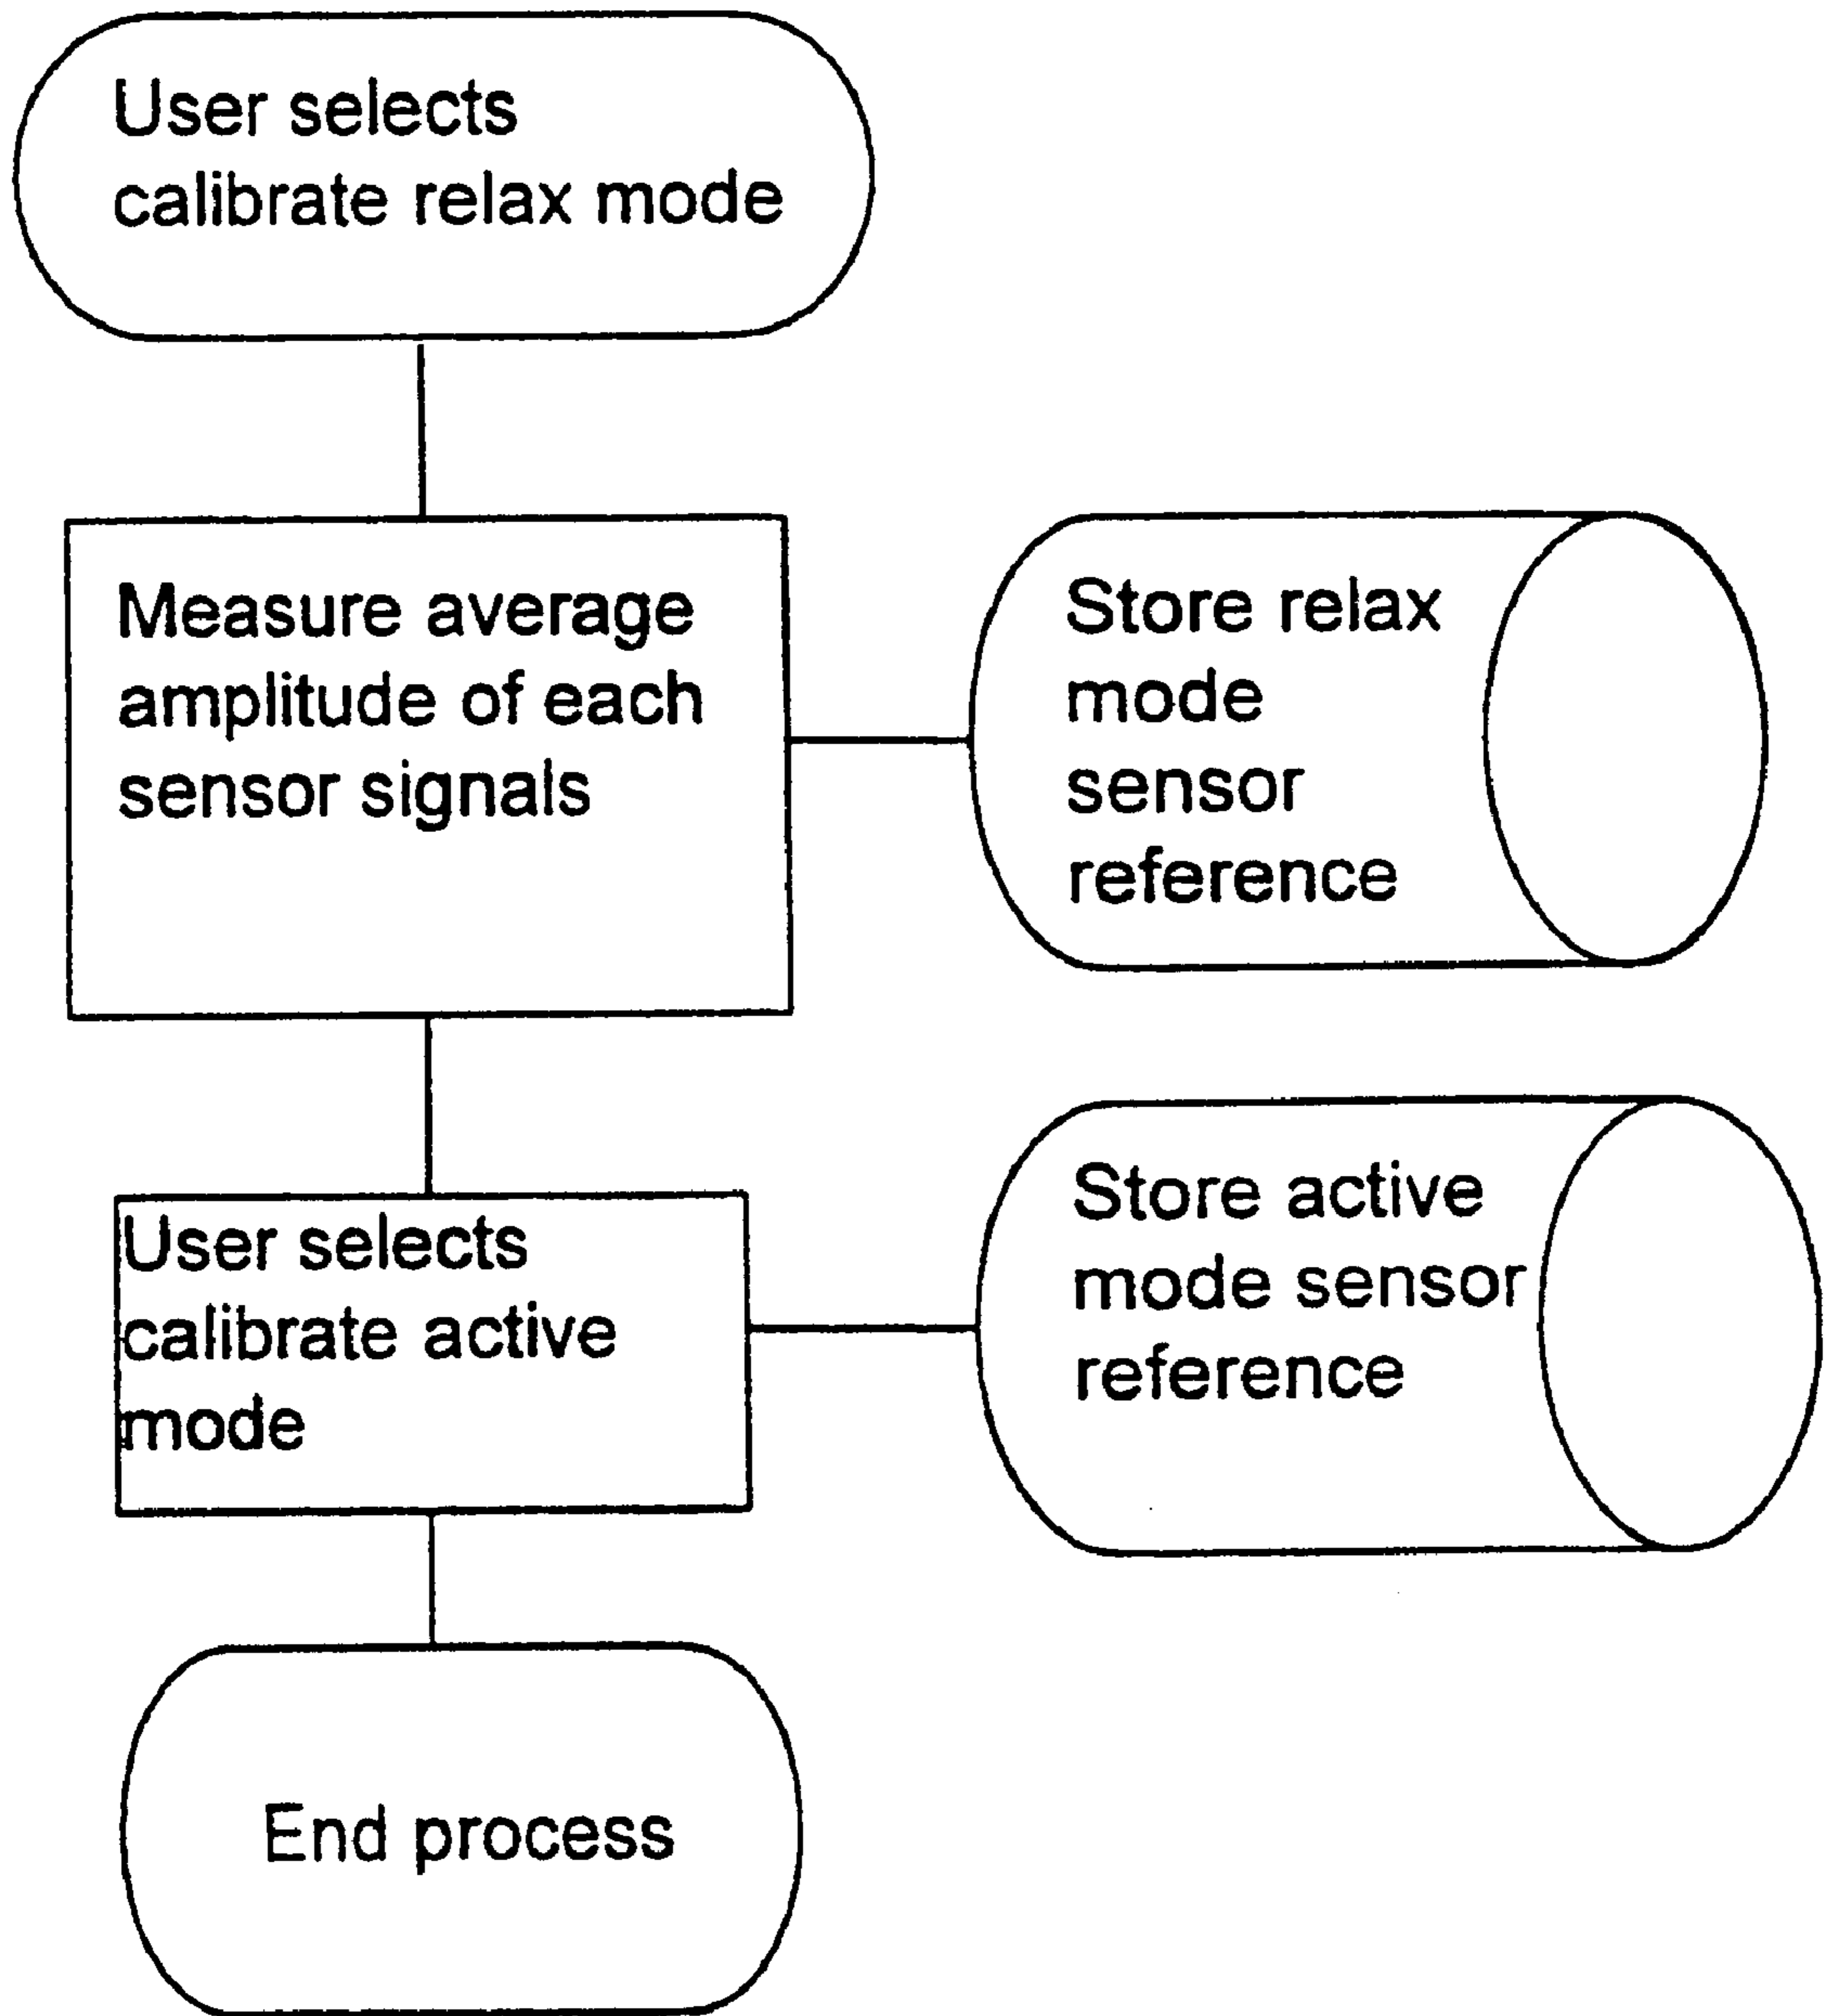 User selects
calibrate relax mode
Measure average
amplitude of each
sensor signals
Store relax
mode
sensor
reference
User selects
calibrate active
mode
Store active
mode sensor
reference
End process